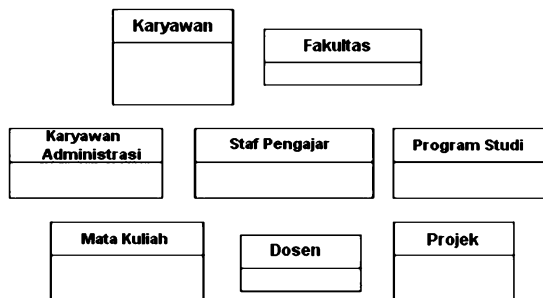 Karyawan
Fakultas
Karyawan
Administrasi
Staf Pengajar
Program Studi
Mata Kuliah
Dosen
Projek